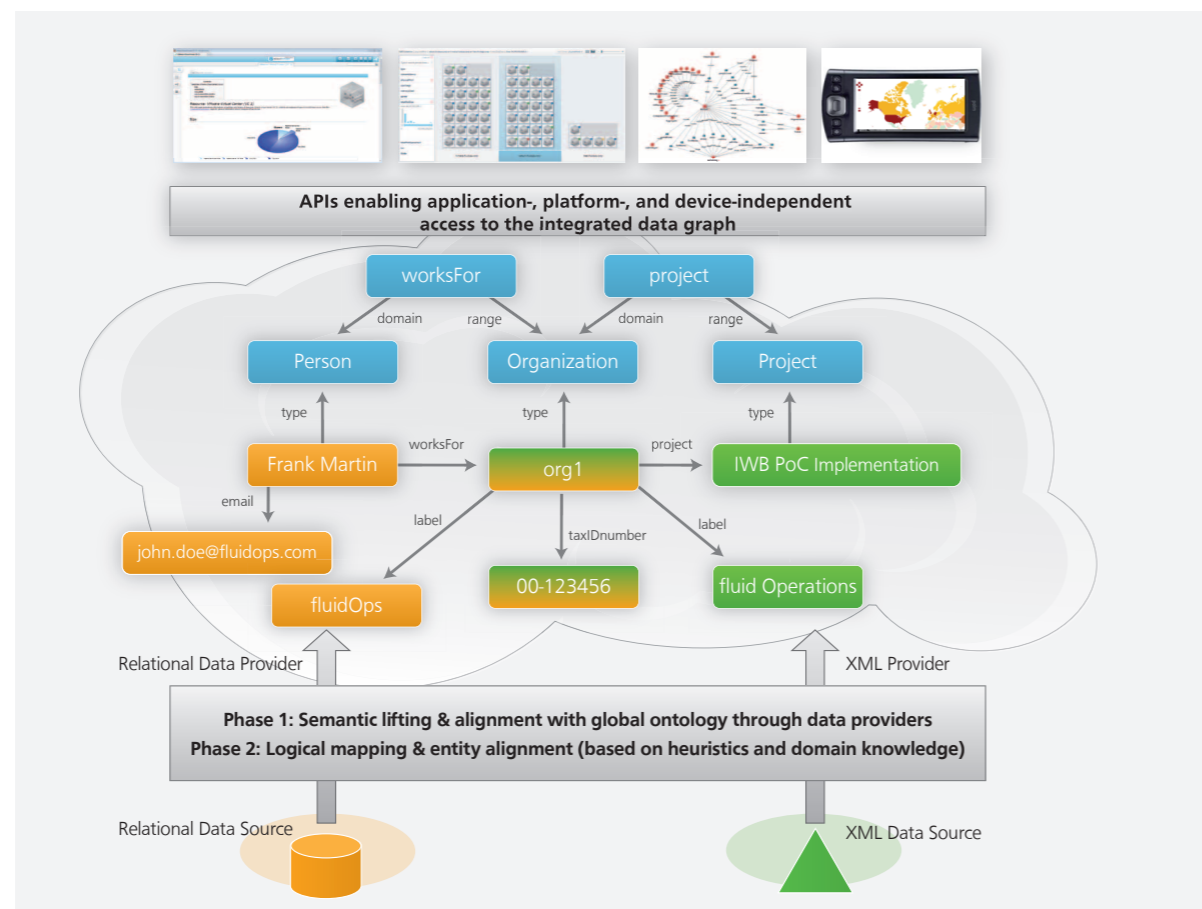 APIs enabling application-, platform-, and device-independent
access to the integrated data graph
worksFor
project
domain
range
domain
range
Person
Organization
Project
type
type
type
Frank Martin
worksFor
org1
project
IWB PoC Implementation
email
label
taxIDnumber
label
john.doe@fluidops.com
fluidOps
00-123456
fluid Operations
Relational Data Provider
XML Provider
Phase 1: Semantic lifting & alignment with global ontology through data providers
Phase 2: Logical mapping & entity alignment (based on heuristics and domain knowledge)
Relational Data Source
XML Data Source